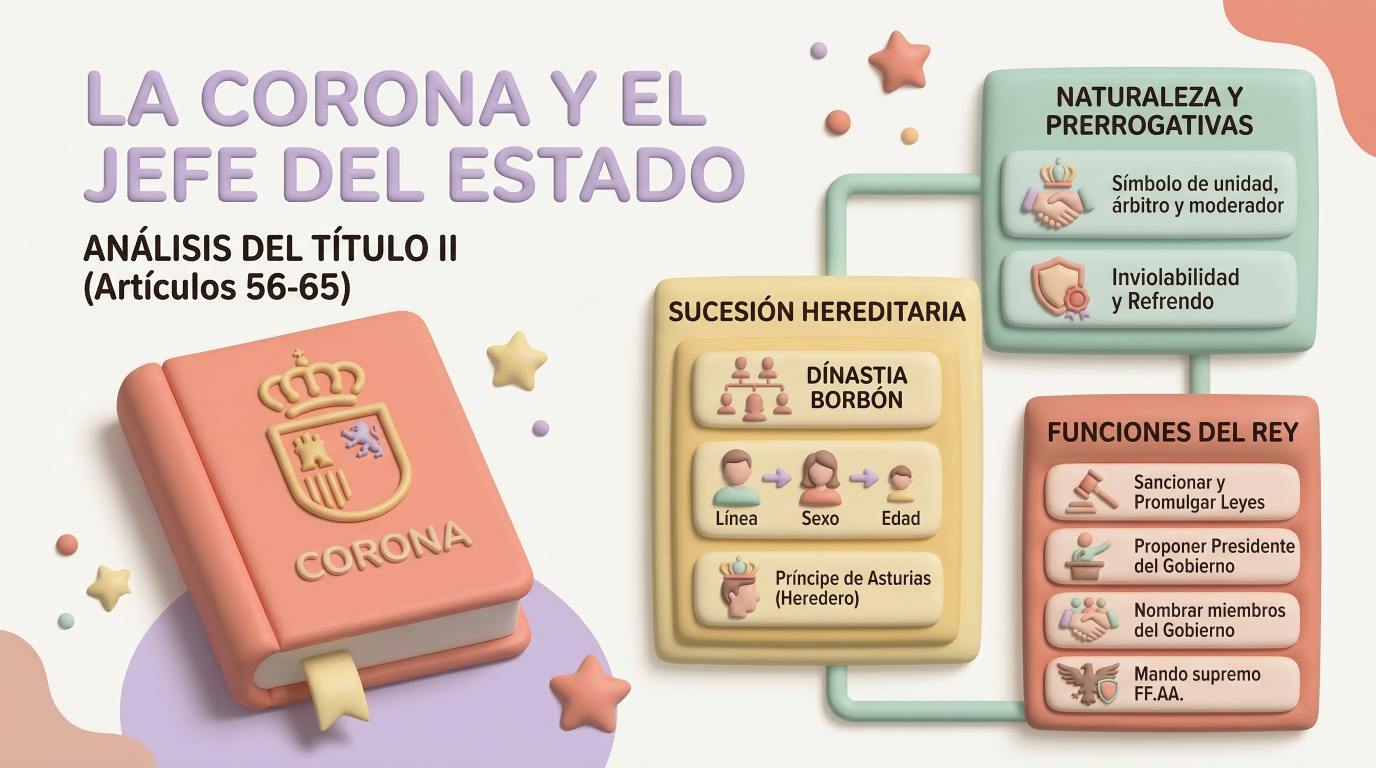 LA CORONA Y EL
JEFE DEL ESTADO
ANÁLISIS DEL TÍTULO II
(Artículos 56-65)
CORONA
SUCESIÓN HEREDITARIA
DÍNASTIA
BORBÓN
Línea
Sexo
Edad
Príncipe de Asturias
(Heredero)
NATURALEZA Y
PRERROGATIVAS
Símbolo de unidad,
árbitro y moderador
Inviolabilidad
y Refrendo
FUNCIONES DEL REY
Sancionar y
Promulgar Leyes
Proponer Presidente
del Gobierno
Nombrar miembros
del Gobierno
Mando supremo
FF.AA.